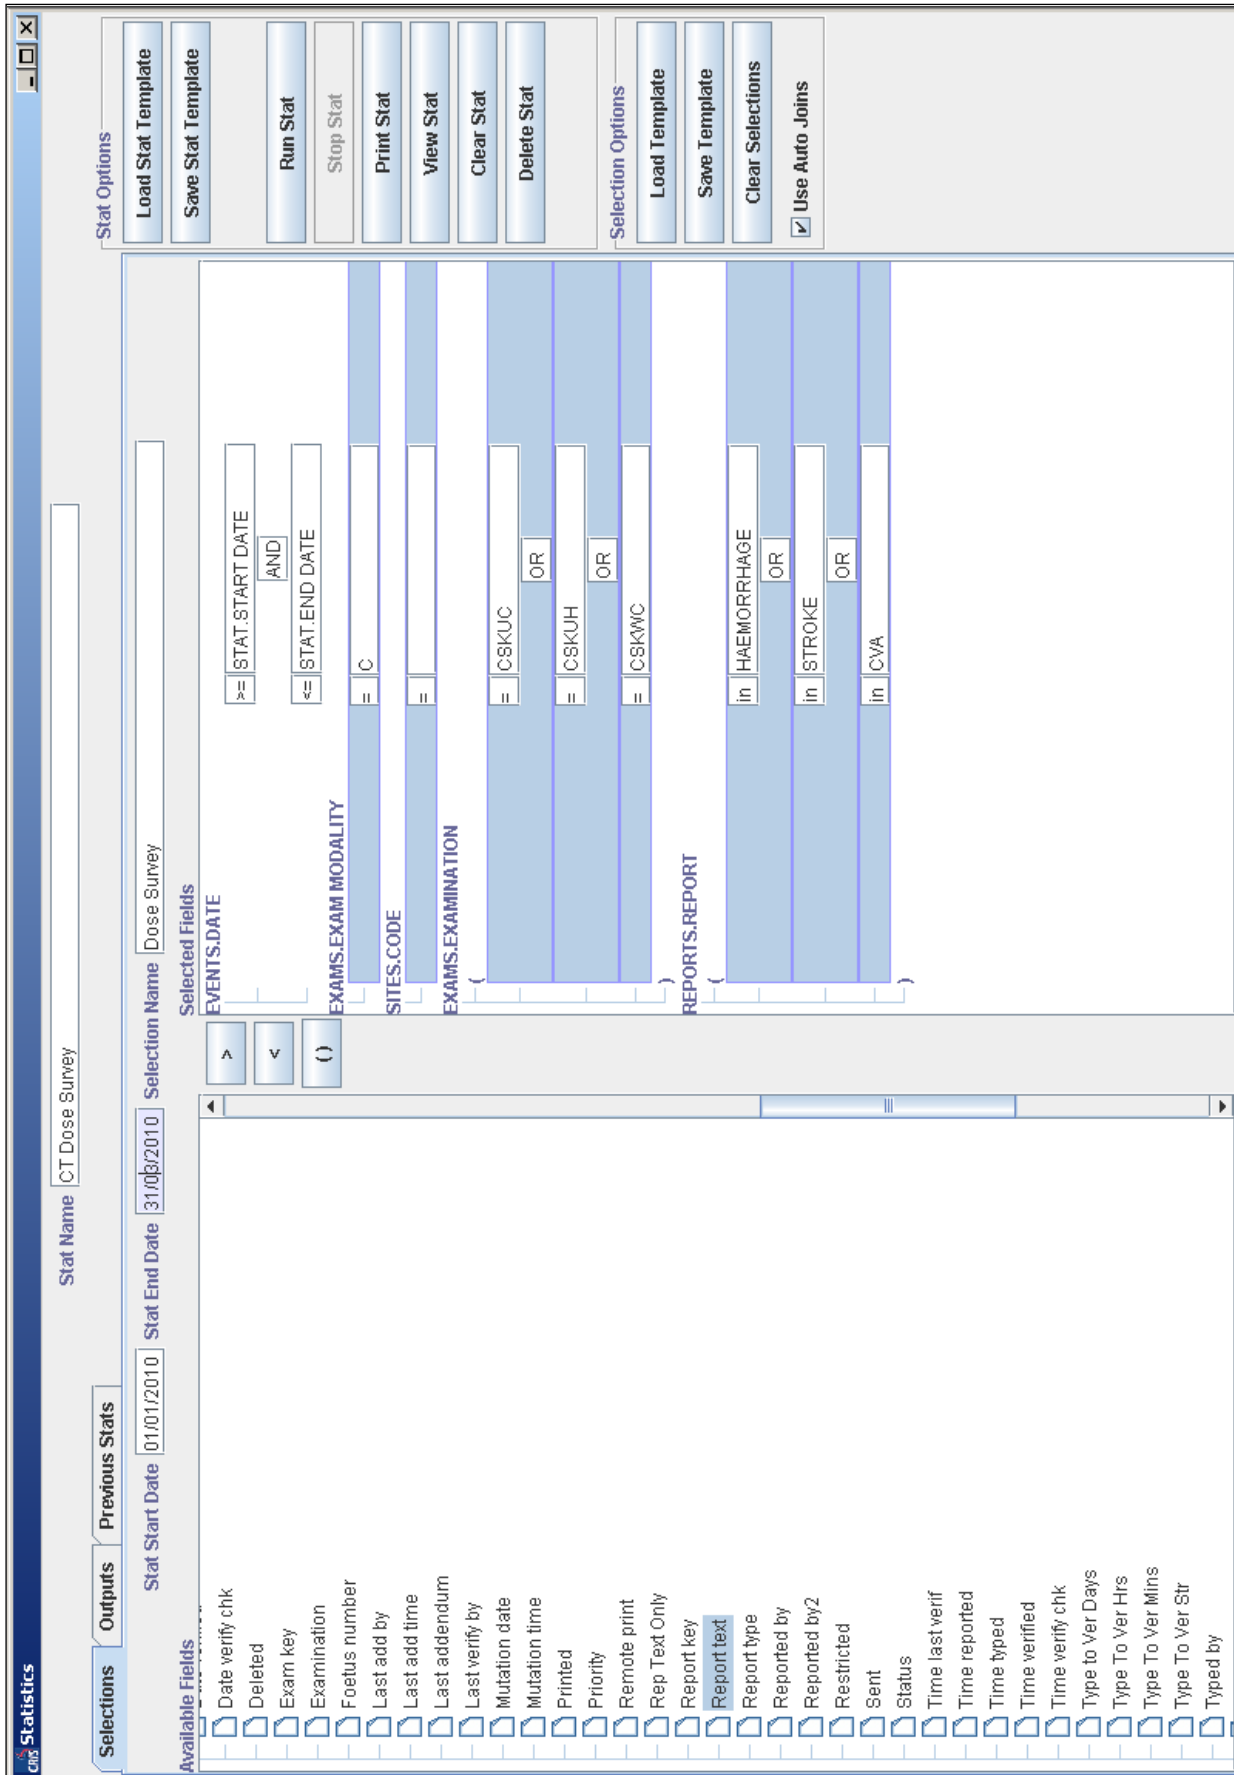 CRIS Statistics
Stat Name CT Dose Survey
Selections Outputs Previous Stats
Stat Start Date 01/01/2010 Stat End Date 31/03/2010 Selection Name Dose Survey
Available Fields
Date verify chk
Deleted
Exam key
Examination
Foetus number
Last add by
Last add time
Last addendum
Last verify by
Mutation date
Mutation time
Printed
Priority
Remote print
Rep Text Only
Report key
Report text
Report type
Reported by
Reported by2
Restricted
Sent
Status
Time last verif
Time reported
Time typed
Time verified
Time verify chk
Type to Ver Days
Type To Ver Hrs
Type To Ver Mins
Type To Ver Str
Typed by
>
<
()
Selected Fields
EVENTS.DATE
>= STAT.START DATE
AND
<= STAT.END DATE
EXAMS.EXAM MODALITY
= C
SITES.CODE
=
EXAMS.EXAMINATION
(
= CSKUC
OR
= CSKUH
OR
= CSKWC
)
REPORTS.REPORT
(
in HAEMORRHAGE
OR
in STROKE
OR
in CVA
)
Stat Options
Load Stat Template
Save Stat Template
Run Stat
Stop Stat
Print Stat
View Stat
Clear Stat
Delete Stat
Selection Options
Load Template
Save Template
Clear Selections
Use Auto Joins